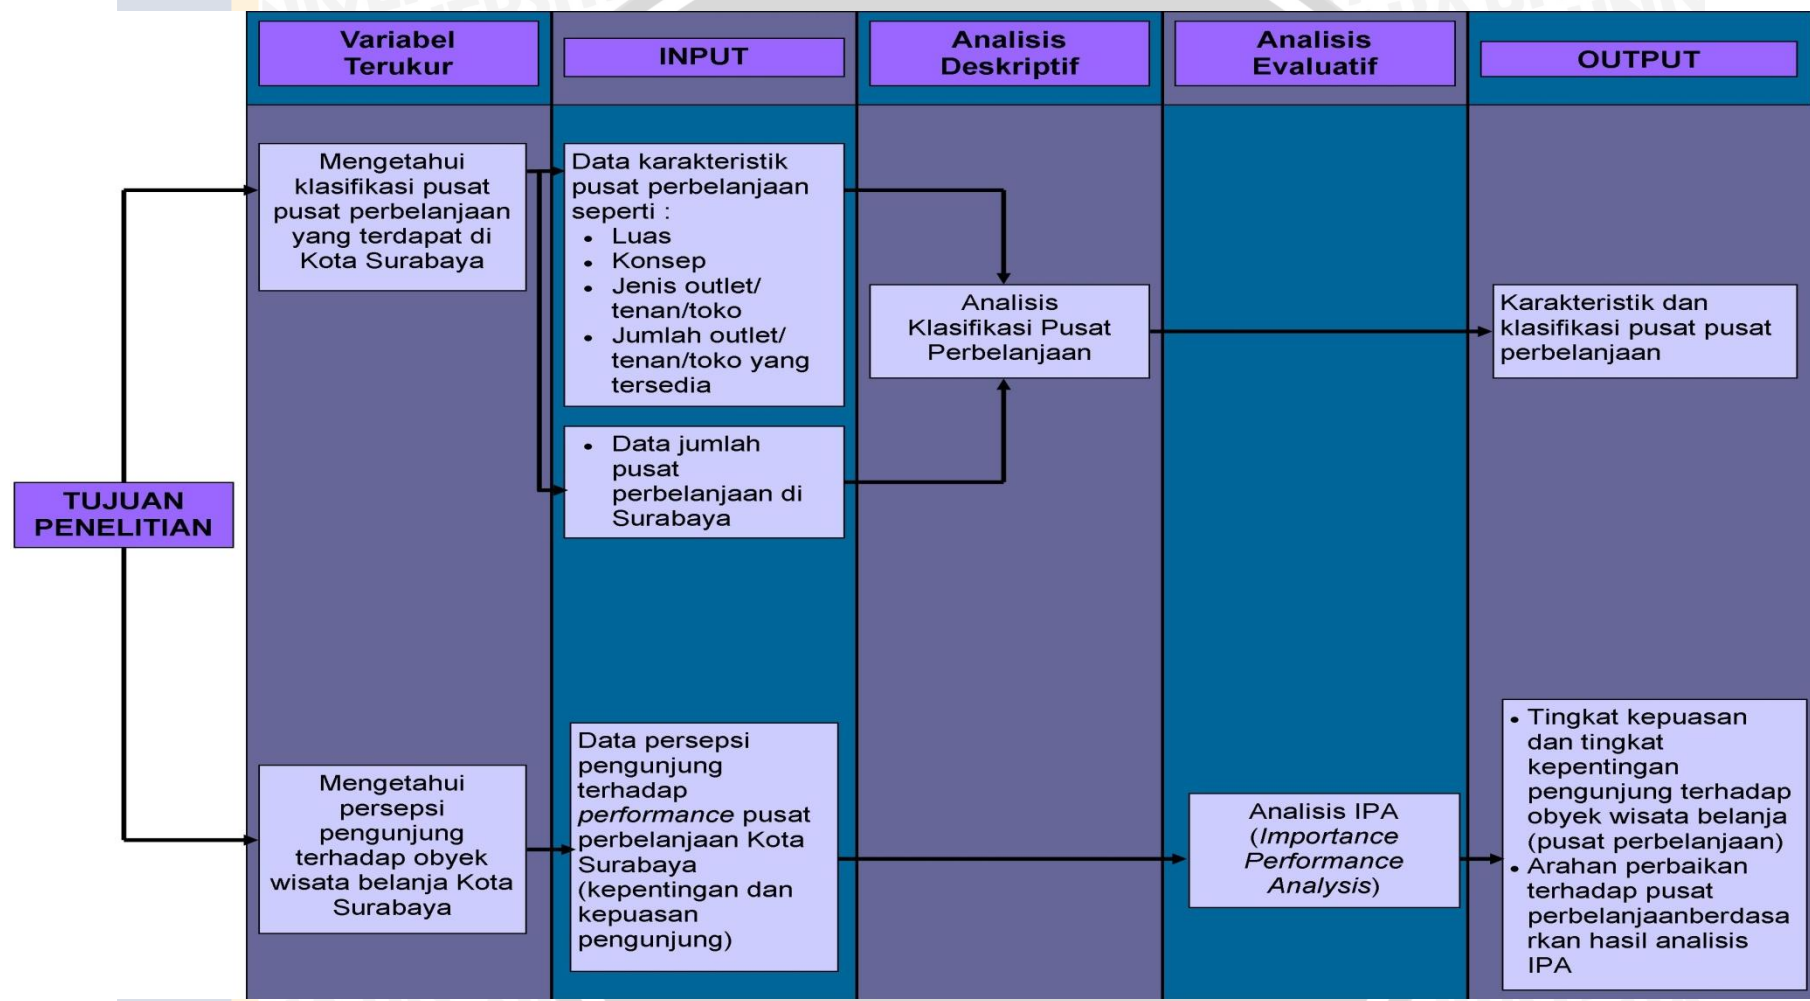 Variabel
Terukur
INPUT
Analisis
Deskriptif
Analisis
Evaluatif
OUTPUT
TUJUAN
PENELITIAN
Mengetahui
klasifikasi pusat
pusat perbelanjaan
yang terdapat di
Kota Surabaya
Data karakteristik
pusat perbelanjaan
seperti :
• Luas
• Konsep
• Jenis outlet/
tenan/toko
• Jumlah outlet/
tenan/toko yang
tersedia
• Data jumlah
pusat
perbelanjaan di
Surabaya
Analisis
Klasifikasi Pusat
Perbelanjaan
Karakteristik dan
klasifikasi pusat pusat
perbelanjaan
Mengetahui
persepsi
pengunjung
terhadap obyek
wisata belanja Kota
Surabaya
Data persepsi
pengunjung
terhadap
performance pusat
perbelanjaan Kota
Surabaya
(kepentingan dan
kepuasan
pengunjung)
Analisis IPA
(Importance
Performance
Analysis)
• Tingkat kepuasan
dan tingkat
kepentingan
pengunjung terhadap
obyek wisata belanja
(pusat perbelanjaan)
• Arahan perbaikan
terhadap pusat
perbelanjaanberdasa
rkan hasil analisis
IPA